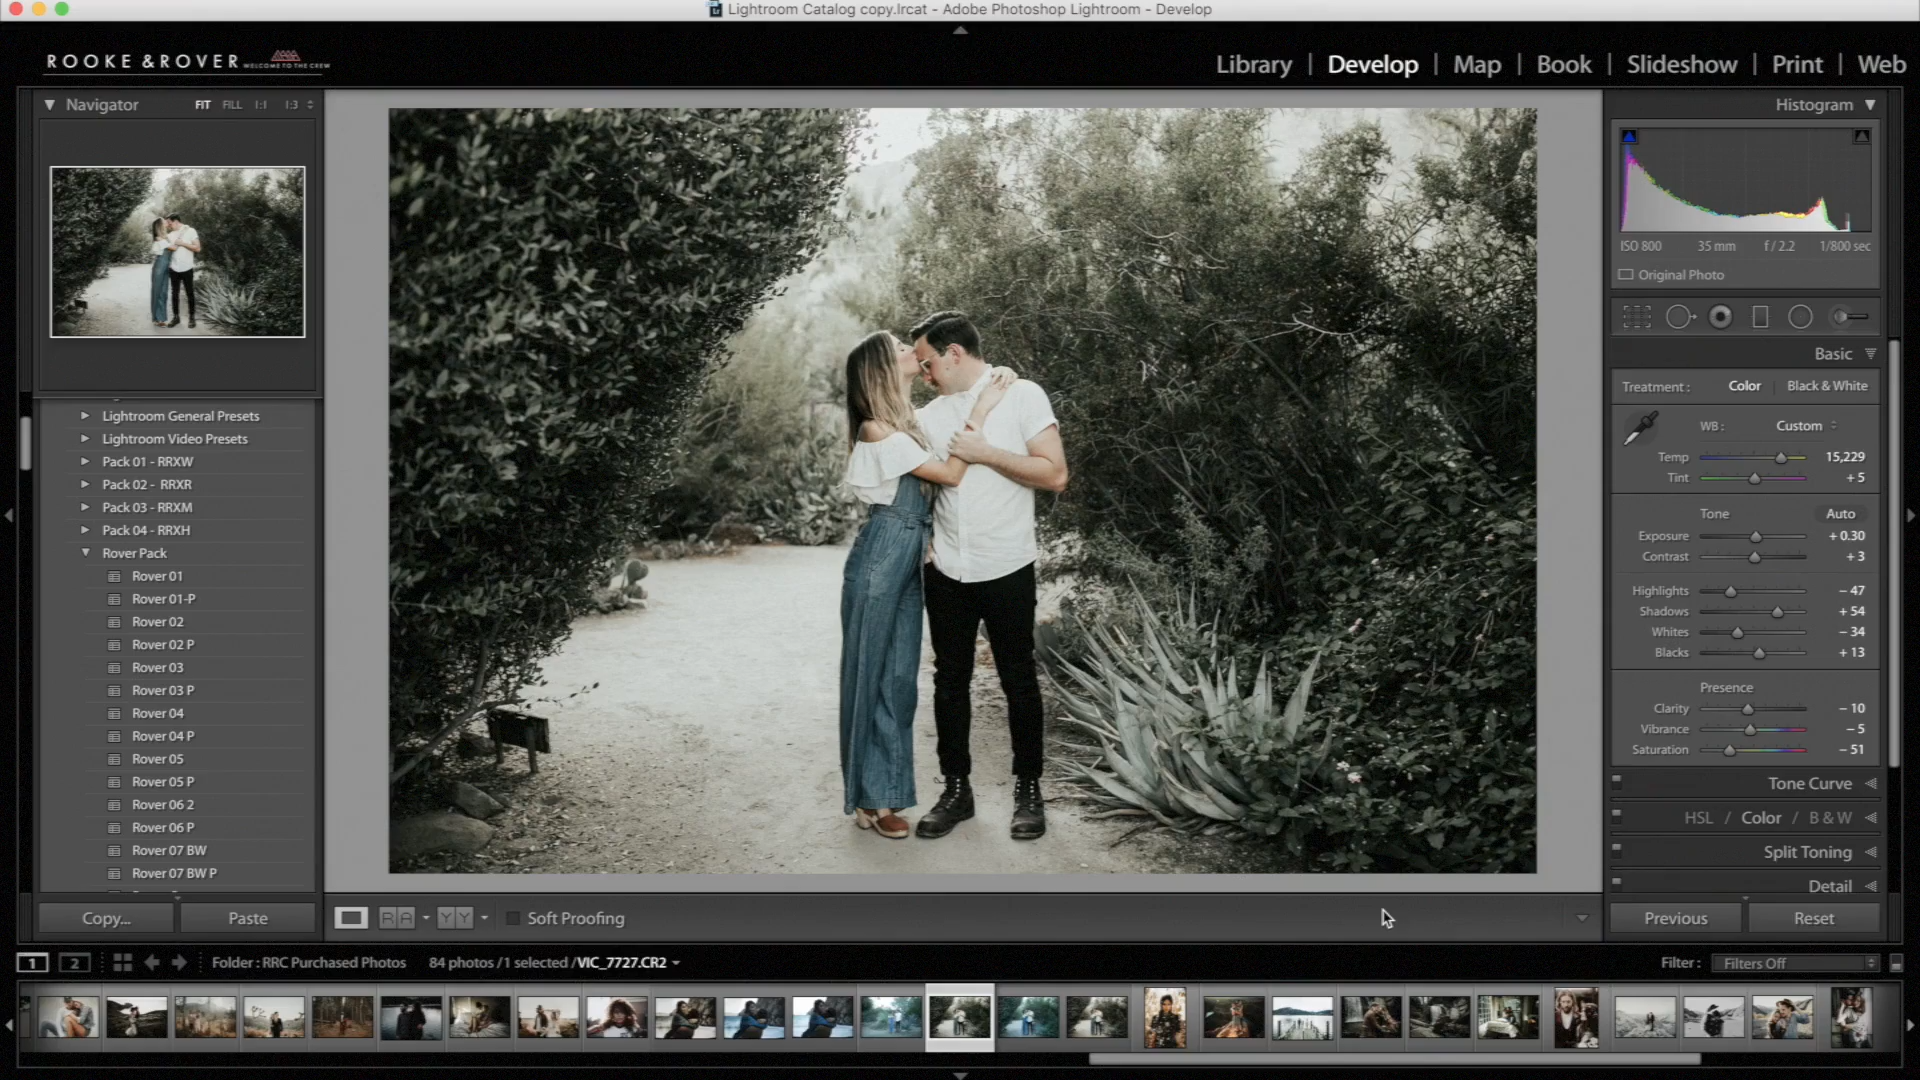 Lightroom Catalog copy.lrcat - Adobe Photoshop Lightroom - Develop
ROOKE & ROVER WELCOME TO THE CREW
Library | Develop | Map | Book | Slideshow | Print | Web
Navigator FIT FILL 1:1 1:3
Lightroom General Presets
Lightroom Video Presets
Pack 01 - RRXW
Pack 02 - RRXR
Pack 03 - RRXM
Pack 04 - RRXH
Rover Pack
Rover 01
Rover 01-P
Rover 02
Rover 02 P
Rover 03
Rover 03 P
Rover 04
Rover 04 P
Rover 05
Rover 05 P
Rover 06 2
Rover 06 P
Rover 07 BW
Rover 07 BW P
Copy... Paste
R A Y Y Soft Proofing
Histogram
ISO 800 35 mm f / 2.2 1/800 sec
Original Photo
Basic
Treatment : Color Black & White
WB : Custom
Temp 15,229
Tint + 5
Tone Auto
Exposure + 0.30
Contrast + 3
Highlights - 47
Shadows + 54
Whites - 34
Blacks + 13
Presence
Clarity - 10
Vibrance - 5
Saturation - 51
Tone Curve
HSL / Color / B & W
Split Toning
Detail
Previous Reset
1 2 Folder : RRC Purchased Photos 84 photos / 1 selected / VIC_7727.CR2 Filter : Filters Off